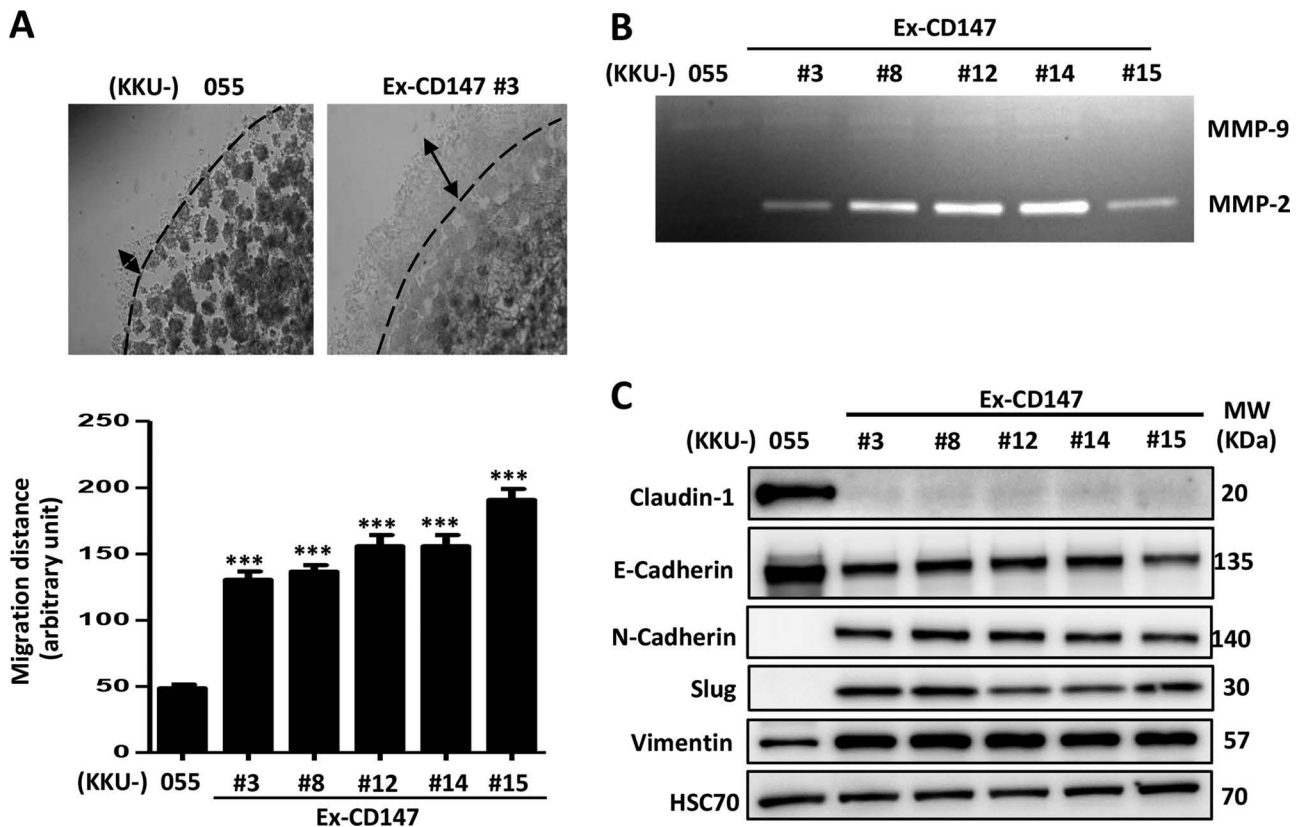 A
(KKU-) 055
Ex-CD147 #3
250
200
150
100
50
0
Migration distance
(arbitrary unit)
***
***
***
***
***
(KKU-) 055 #3 #8 #12 #14 #15
Ex-CD147
B
Ex-CD147
(KKU-) 055 #3 #8 #12 #14 #15
MMP-9
MMP-2
C
Ex-CD147
MW
(KDa)
(KKU-) 055 #3 #8 #12 #14 #15
Claudin-1 20
E-Cadherin 135
N-Cadherin 140
Slug 30
Vimentin 57
HSC70 70